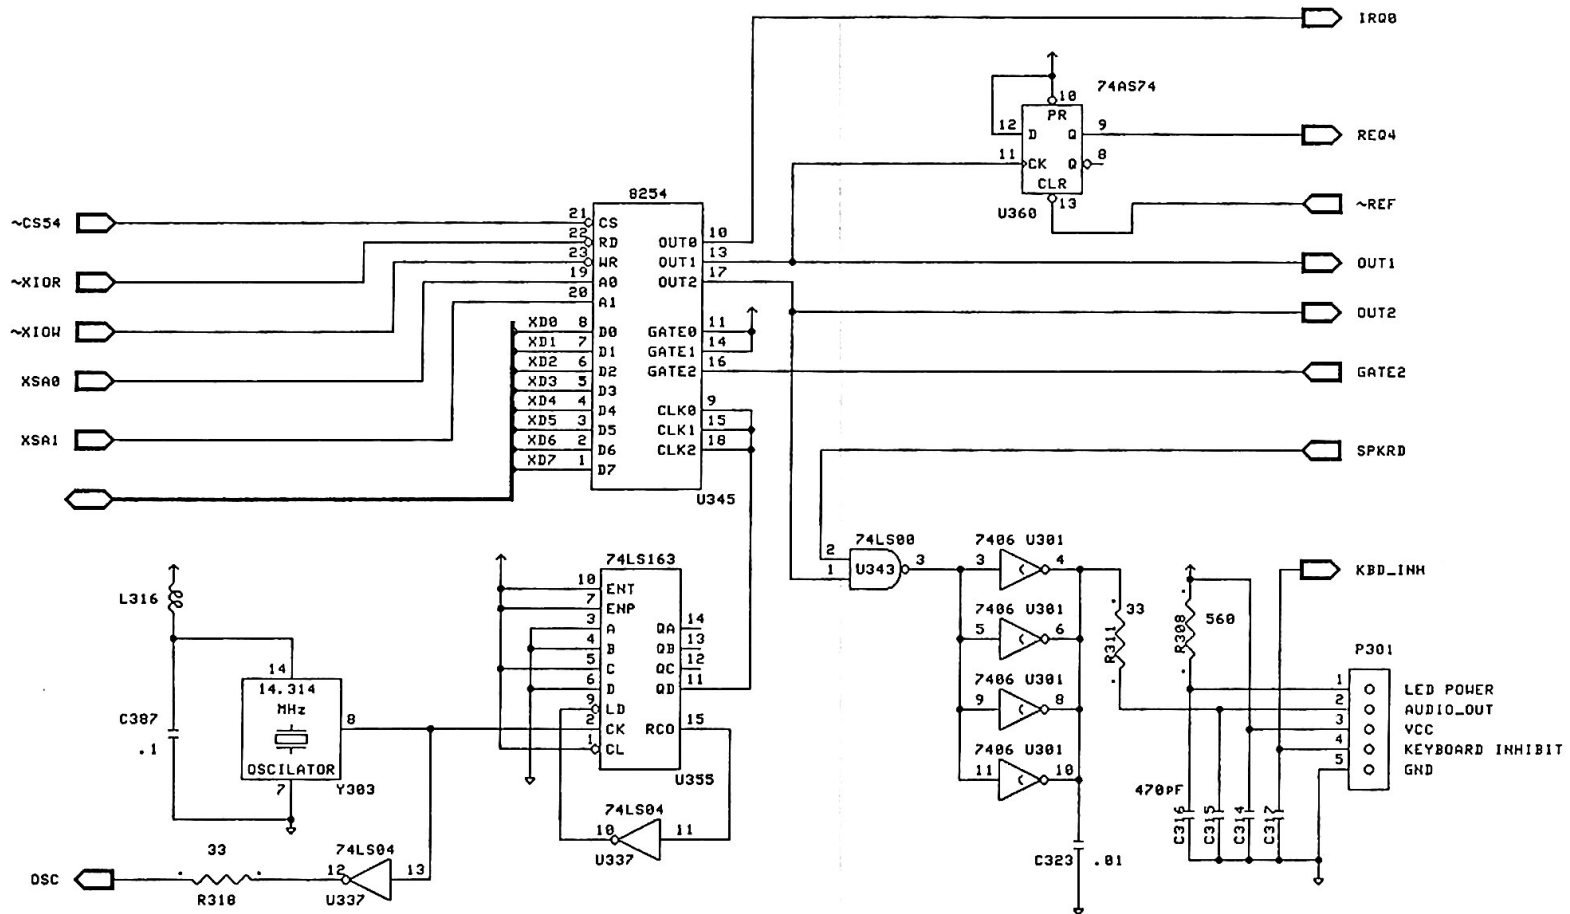 IRQ0
74AS74
10
PR
12 D Q 9
REQ4
11 CK Q 8
CLR
13
U360
~REF
8254
~CS54
21 CS
22 RD OUT0 10
23 WR OUT1 13
OUT1
~XIOR
19 A0 OUT2 17
20 A1
OUT2
~XIOW
XD0 8 D0 GATE0 11
XD1 7 D1 GATE1 14
XD2 6 D2 GATE2 16
GATE2
XSA0
XD3 5 D3
XD4 4 D4 CLK0 9
XD5 3 D5 CLK1 15
XD6 2 D6 CLK2 18
XD7 1 D7
XSA1
SPKRD
U345
74LS163
10 ENT
7 ENP
3 A QA 14
4 B QB 13
5 C QC 12
6 D QD 11
9 LD
2 CK RCO 15
1 CL
U355
L316
14
14.314
MHz
8
OSCILATOR
7
Y303
C387
.1
74LS04
10 11
U337
33
74LS04
OSC
12 13
R318
U337
74LS00
2
1 U343 3
7406 U301
3 4
7406 U301
5 6
7406 U301
9 8
7406 U301
11 10
33
R311
R308
560
KBD_INH
P301
1 LED POWER
2 AUDIO_OUT
3 VCC
4 KEYBOARD INHIBIT
5 GND
470pF
C316
C315
C314
C317
C323 .01